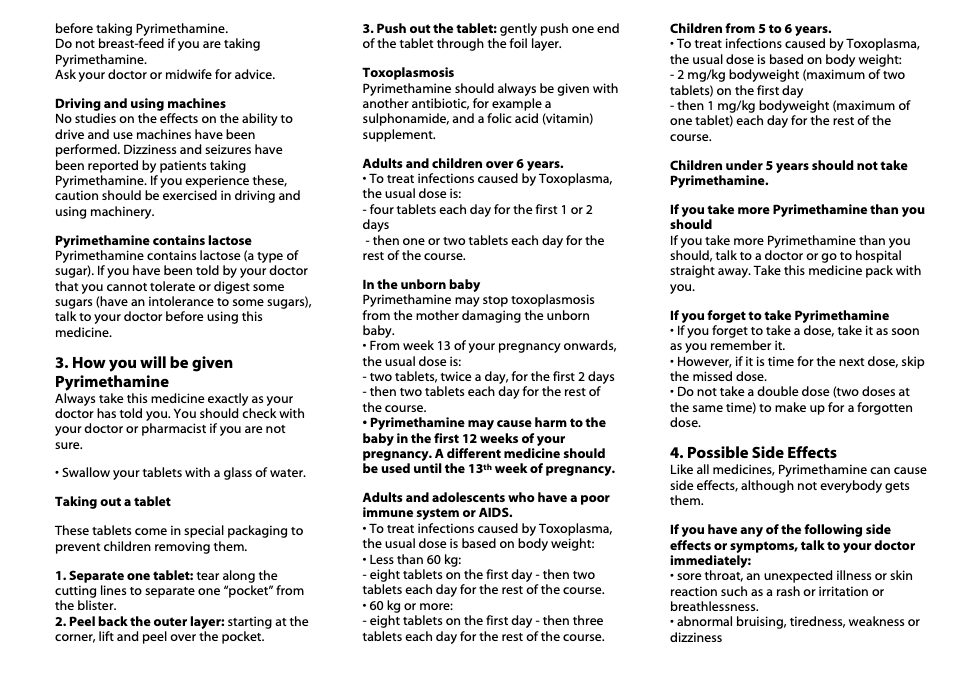 before taking Pyrimethamine.
Do not breast-feed if you are taking
Pyrimethamine.
Ask your doctor or midwife for advice.
Driving and using machines
No studies on the effects on the ability to
drive and use machines have been
performed. Dizziness and seizures have
been reported by patients taking
Pyrimethamine. If you experience these,
caution should be exercised in driving and
using machinery.
Pyrimethamine contains lactose
Pyrimethamine contains lactose (a type of
sugar). If you have been told by your doctor
that you cannot tolerate or digest some
sugars (have an intolerance to some sugars),
talk to your doctor before using this
medicine.
3. How you will be given
Pyrimethamine
Always take this medicine exactly as your
doctor has told you. You should check with
your doctor or pharmacist if you are not
sure.
• Swallow your tablets with a glass of water.
Taking out a tablet
These tablets come in special packaging to
prevent children removing them.
1. Separate one tablet: tear along the
cutting lines to separate one “pocket” from
the blister.
2. Peel back the outer layer: starting at the
corner, lift and peel over the pocket.
3. Push out the tablet: gently push one end
of the tablet through the foil layer.
Toxoplasmosis
Pyrimethamine should always be given with
another antibiotic, for example a
sulphonamide, and a folic acid (vitamin)
supplement.
Adults and children over 6 years.
• To treat infections caused by Toxoplasma,
the usual dose is:
- four tablets each day for the first 1 or 2
days
- then one or two tablets each day for the
rest of the course.
In the unborn baby
Pyrimethamine may stop toxoplasmosis
from the mother damaging the unborn
baby.
• From week 13 of your pregnancy onwards,
the usual dose is:
- two tablets, twice a day, for the first 2 days
- then two tablets each day for the rest of
the course.
• Pyrimethamine may cause harm to the
baby in the first 12 weeks of your
pregnancy. A different medicine should
be used until the 13th week of pregnancy.
Adults and adolescents who have a poor
immune system or AIDS.
• To treat infections caused by Toxoplasma,
the usual dose is based on body weight:
• Less than 60 kg:
- eight tablets on the first day - then two
tablets each day for the rest of the course.
• 60 kg or more:
- eight tablets on the first day - then three
tablets each day for the rest of the course.
Children from 5 to 6 years.
• To treat infections caused by Toxoplasma,
the usual dose is based on body weight:
- 2 mg/kg bodyweight (maximum of two
tablets) on the first day
- then 1 mg/kg bodyweight (maximum of
one tablet) each day for the rest of the
course.
Children under 5 years should not take
Pyrimethamine.
If you take more Pyrimethamine than you
should
If you take more Pyrimethamine than you
should, talk to a doctor or go to hospital
straight away. Take this medicine pack with
you.
If you forget to take Pyrimethamine
• If you forget to take a dose, take it as soon
as you remember it.
• However, if it is time for the next dose, skip
the missed dose.
• Do not take a double dose (two doses at
the same time) to make up for a forgotten
dose.
4. Possible Side Effects
Like all medicines, Pyrimethamine can cause
side effects, although not everybody gets
them.
If you have any of the following side
effects or symptoms, talk to your doctor
immediately:
• sore throat, an unexpected illness or skin
reaction such as a rash or irritation or
breathlessness.
• abnormal bruising, tiredness, weakness or
dizziness